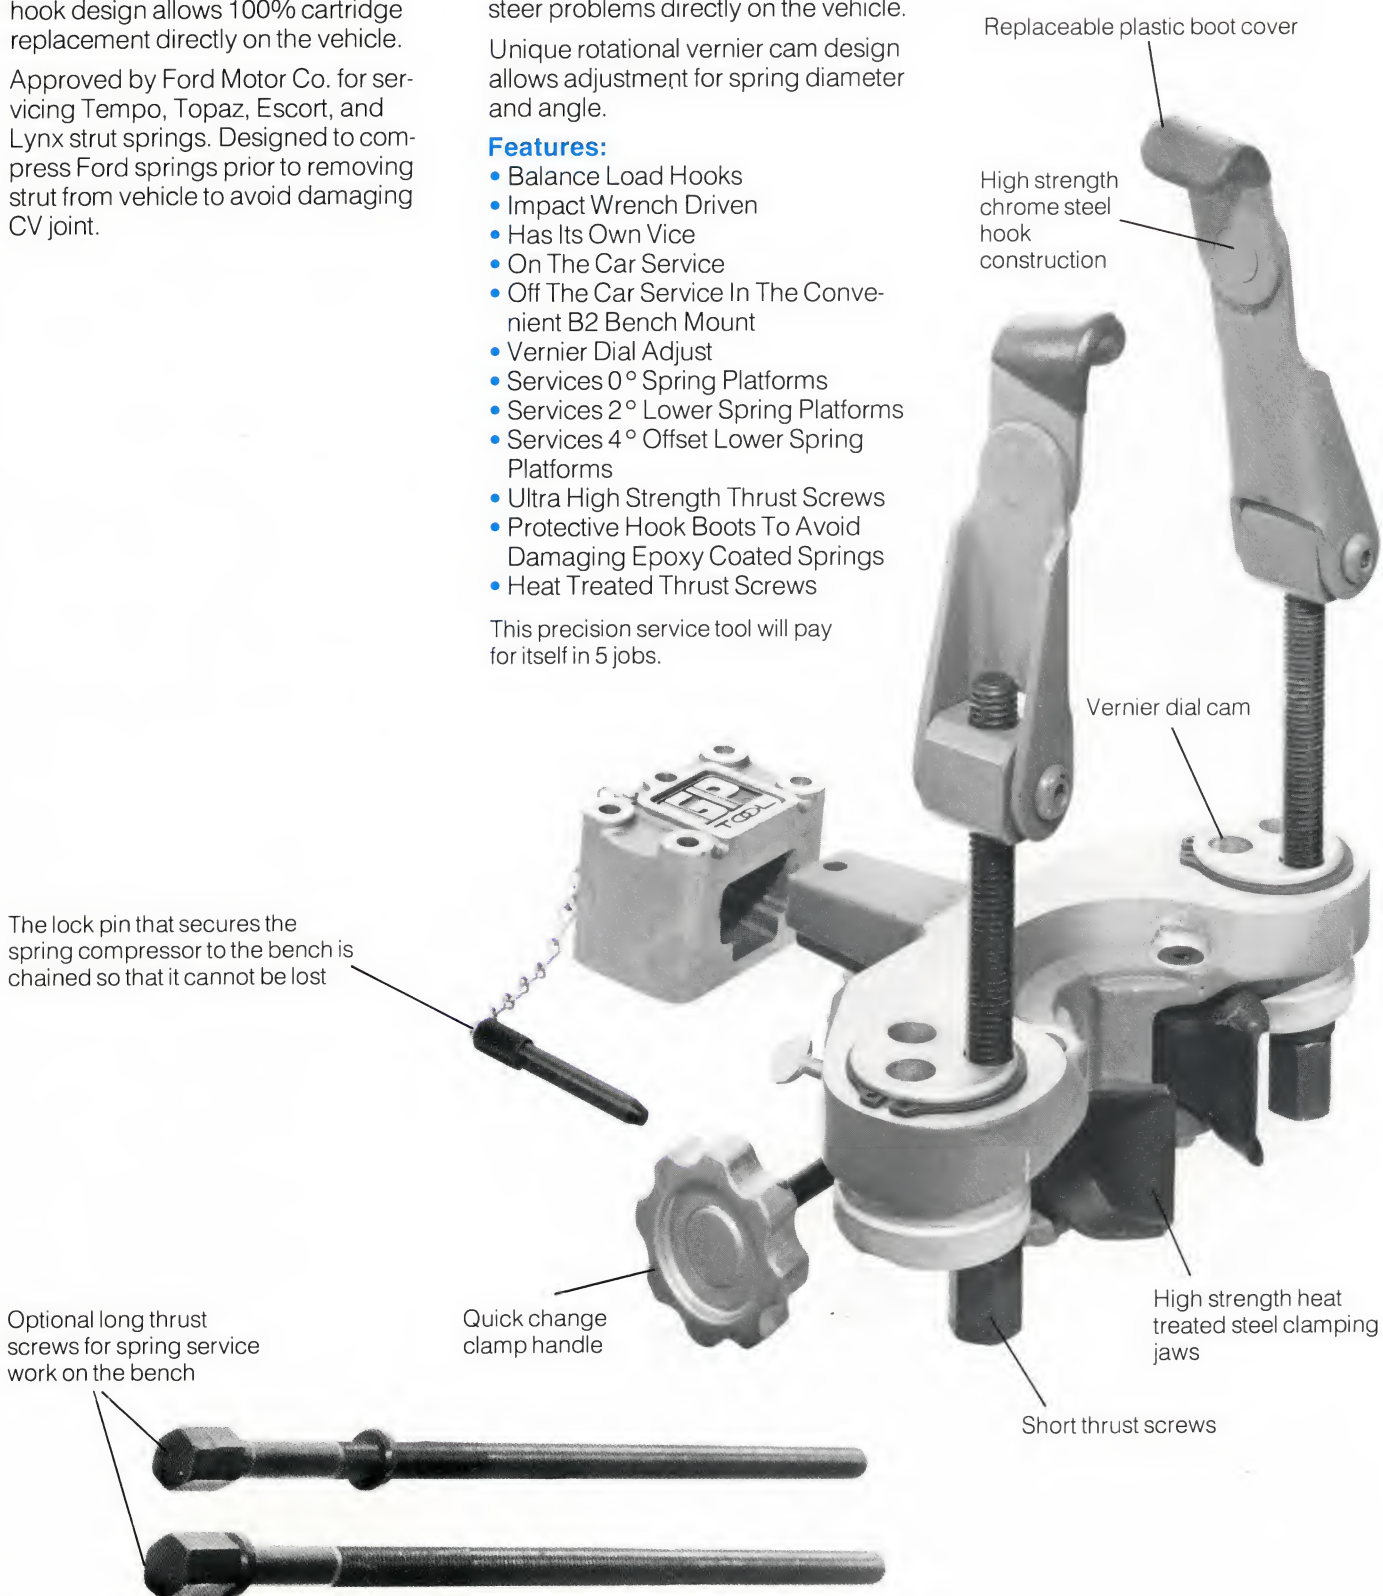 hook design allows 100% cartridge
replacement directly on the vehicle.
Approved by Ford Motor Co. for ser-
vicing Tempo, Topaz, Escort, and
Lynx strut springs. Designed to com-
press Ford springs prior to removing
strut from vehicle to avoid damaging
CV joint.
steer problems directly on the vehicle.
Unique rotational vernier cam design
allows adjustment for spring diameter
and angle.
Features:
• Balance Load Hooks
• Impact Wrench Driven
• Has Its Own Vice
• On The Car Service
• Off The Car Service In The Conve-
nient B2 Bench Mount
• Vernier Dial Adjust
• Services 0° Spring Platforms
• Services 2° Lower Spring Platforms
• Services 4° Offset Lower Spring
Platforms
• Ultra High Strength Thrust Screws
• Protective Hook Boots To Avoid
Damaging Epoxy Coated Springs
• Heat Treated Thrust Screws
This precision service tool will pay
for itself in 5 jobs.
Replaceable plastic boot cover
High strength
chrome steel
hook
construction
Vernier dial cam
TOOL
The lock pin that secures the
spring compressor to the bench is
chained so that it cannot be lost
Optional long thrust
screws for spring service
work on the bench
Quick change
clamp handle
High strength heat
treated steel clamping
jaws
Short thrust screws